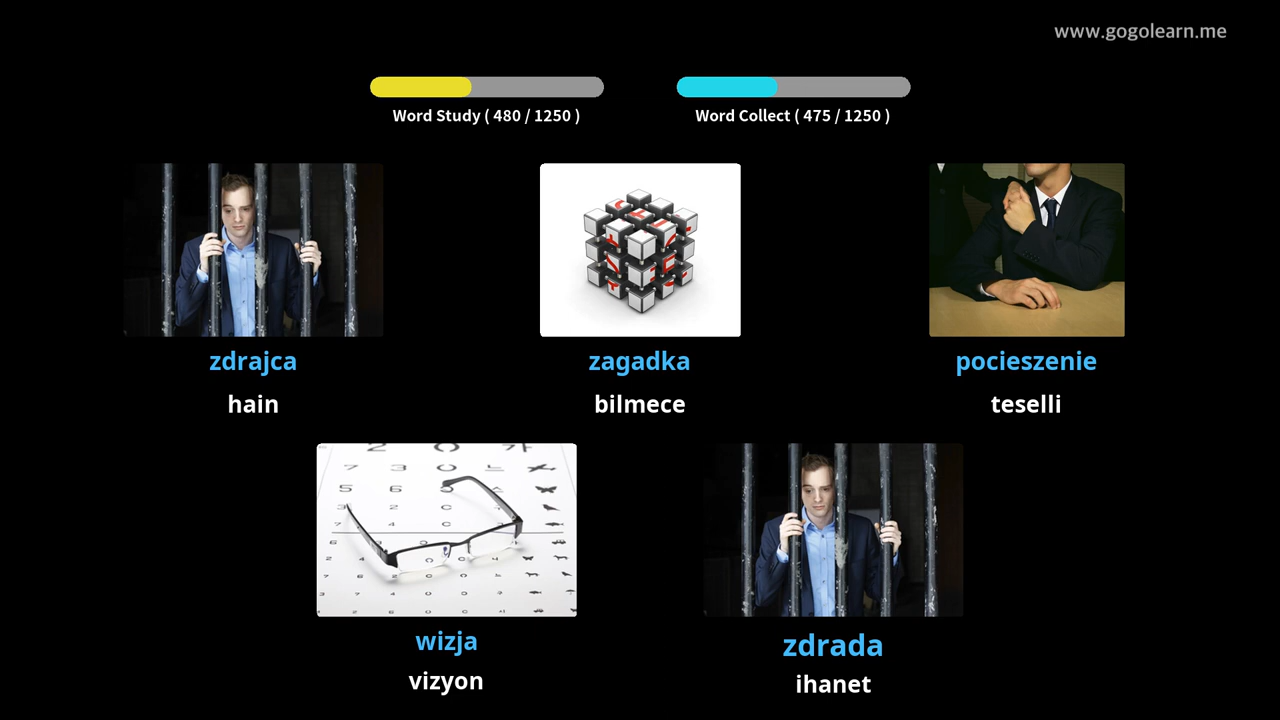 www.gogolearn.me
Word Study ( 480 / 1250 )
Word Collect ( 475 / 1250 )
zdrajca
hain
zagadka
bilmece
pocieszenie
teselli
wizja
vizyon
zdrada
ihanet